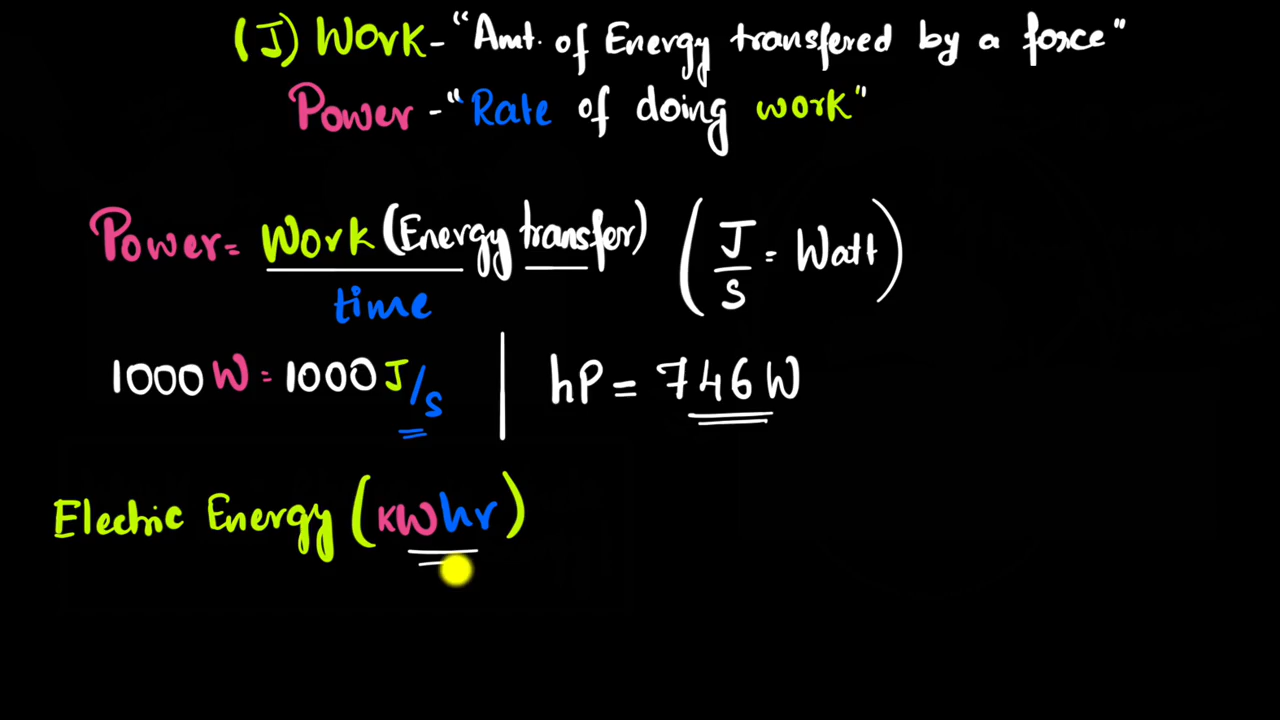 (J) Work - "Amt. of Energy transfered by a force"
Power - "Rate of doing work"
Power = Work (Energy transfer) ( J/s = Watt )
time
1000 W = 1000 J/s | hP = 746 W
Electric Energy (KWhr)